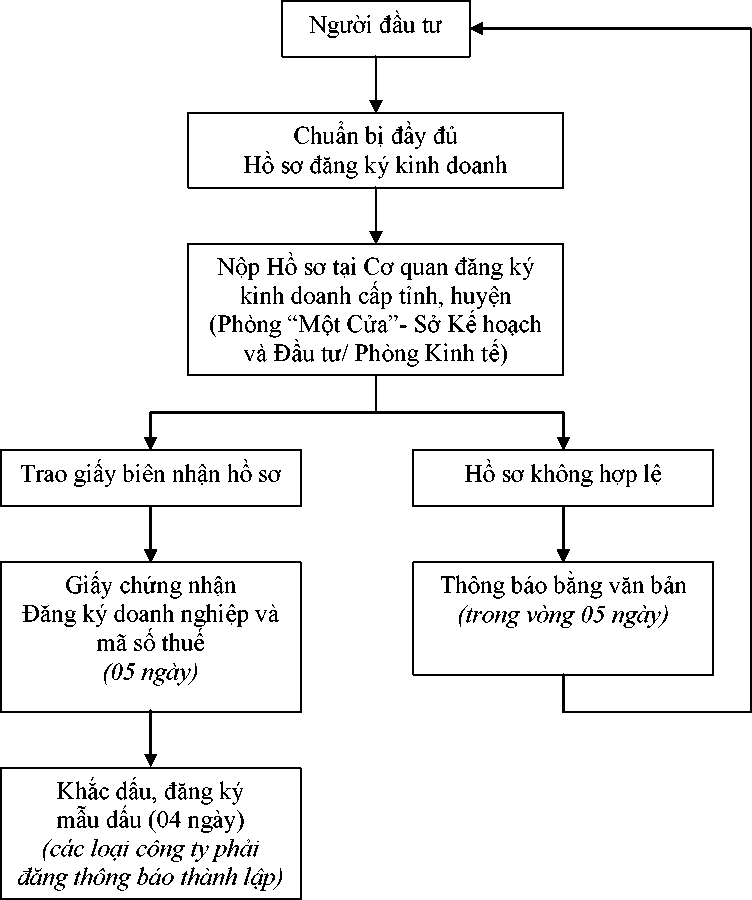 Người đầu tư
Chuẩn bị đầy đủ
Hồ sơ đăng ký kinh doanh
Nộp Hồ sơ tại Cơ quan đăng ký
kinh doanh cấp tỉnh, huyện
(Phòng “Một Cửa”- Sở Kế hoạch
và Đầu tư/ Phòng Kinh tế)
Trao giấy biên nhận hồ sơ
Hồ sơ không hợp lệ
Giấy chứng nhận
Đăng ký doanh nghiệp và
mã số thuế
(05 ngày)
Thông báo bằng văn bản
(trong vòng 05 ngày)
Khắc dấu, đăng ký
mẫu dấu (04 ngày)
(các loại công ty phải
đăng thông báo thành lập)